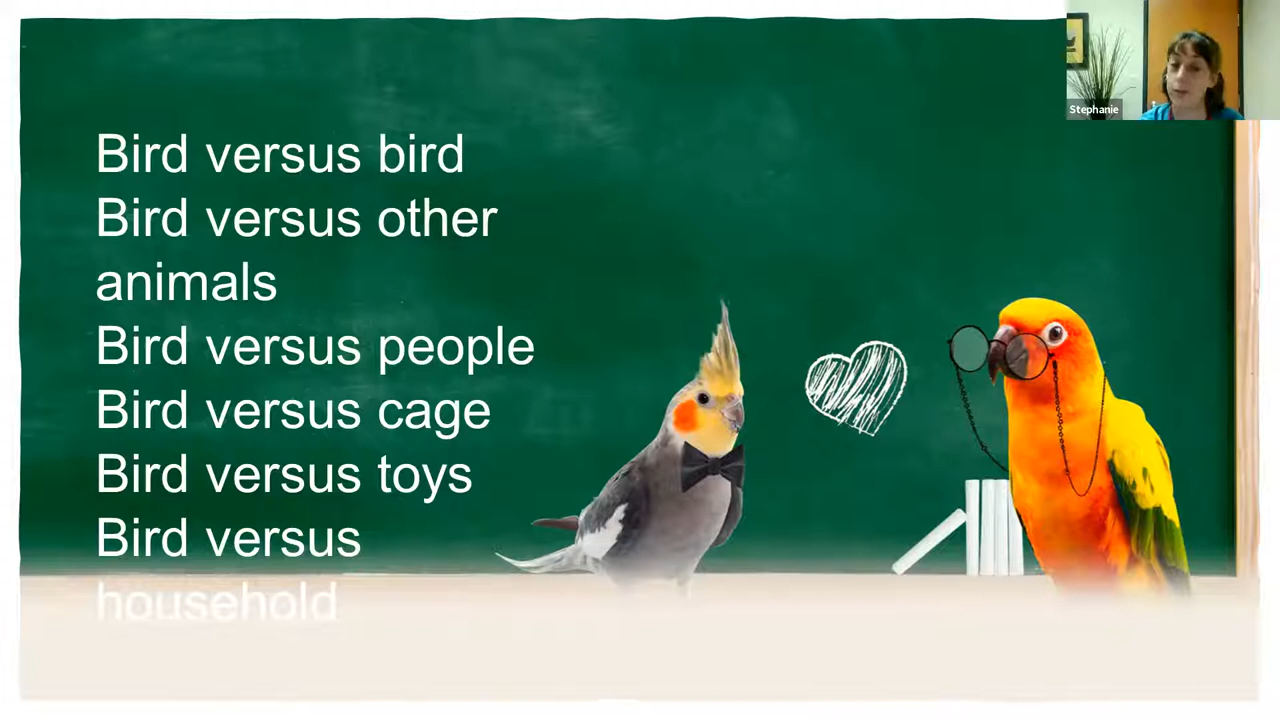 Stephanie
Bird versus bird
Bird versus other
animals
Bird versus people
Bird versus cage
Bird versus toys
Bird versus
household